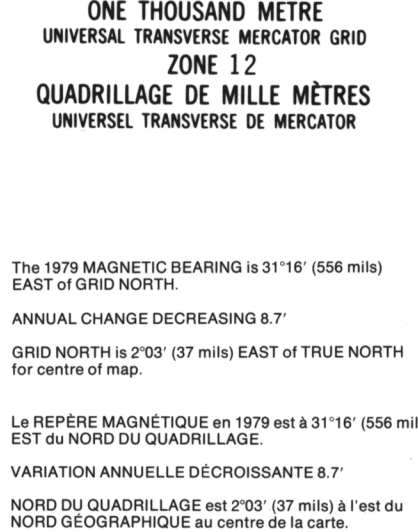 ONE THOUSAND METRE
UNIVERSAL TRANSVERSE MERCATOR GRID
ZONE 12
QUADRILLAGE DE MILLE MÈTRES
UNIVERSEL TRANSVERSE DE MERCATOR
The 1979 MAGNETIC BEARING is 31°16′ (556 mils)
EAST of GRID NORTH.
ANNUAL CHANGE DECREASING 8.7′
GRID NORTH is 2°03′ (37 mils) EAST of TRUE NORTH
for centre of map.
Le REPÈRE MAGNÉTIQUE en 1979 est à 31°16′ (556 mil
EST du NORD DU QUADRILLAGE.
VARIATION ANNUELLE DÉCROISSANTE 8.7′
NORD DU QUADRILLAGE est 2°03′ (37 mils) à l'est du
NORD GÉOGRAPHIQUE au centre de la carte.